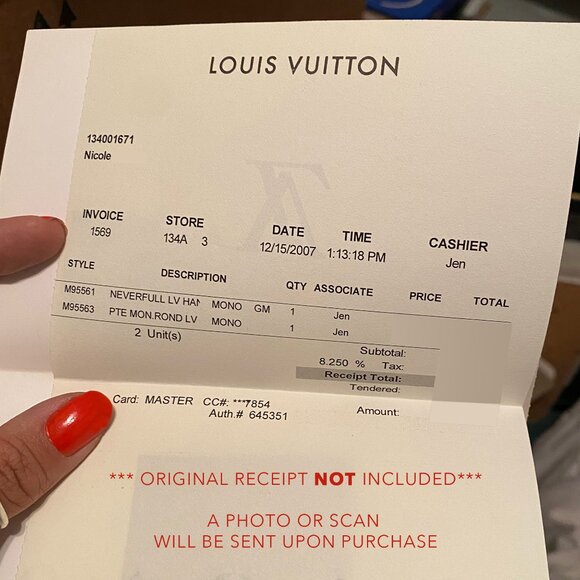 LOUIS VUITTON
134001671
Nicole
INVOICE STORE DATE TIME CASHIER
1569 134A 3 12/15/2007 1:13:18 PM Jen
STYLE DESCRIPTION QTY ASSOCIATE PRICE TOTAL
M95561 NEVERFULL LV HAN MONO GM 1 Jen
M95563 PTE MON.ROND LV MONO 1 Jen
2 Unit(s)
Subtotal:
8.250 % Tax:
Receipt Total:
Tendered:
Card: MASTER CC#: ***7854
Auth.# 645351 Amount:
*** ORIGINAL RECEIPT NOT INCLUDED***
A PHOTO OR SCAN
WILL BE SENT UPON PURCHASE